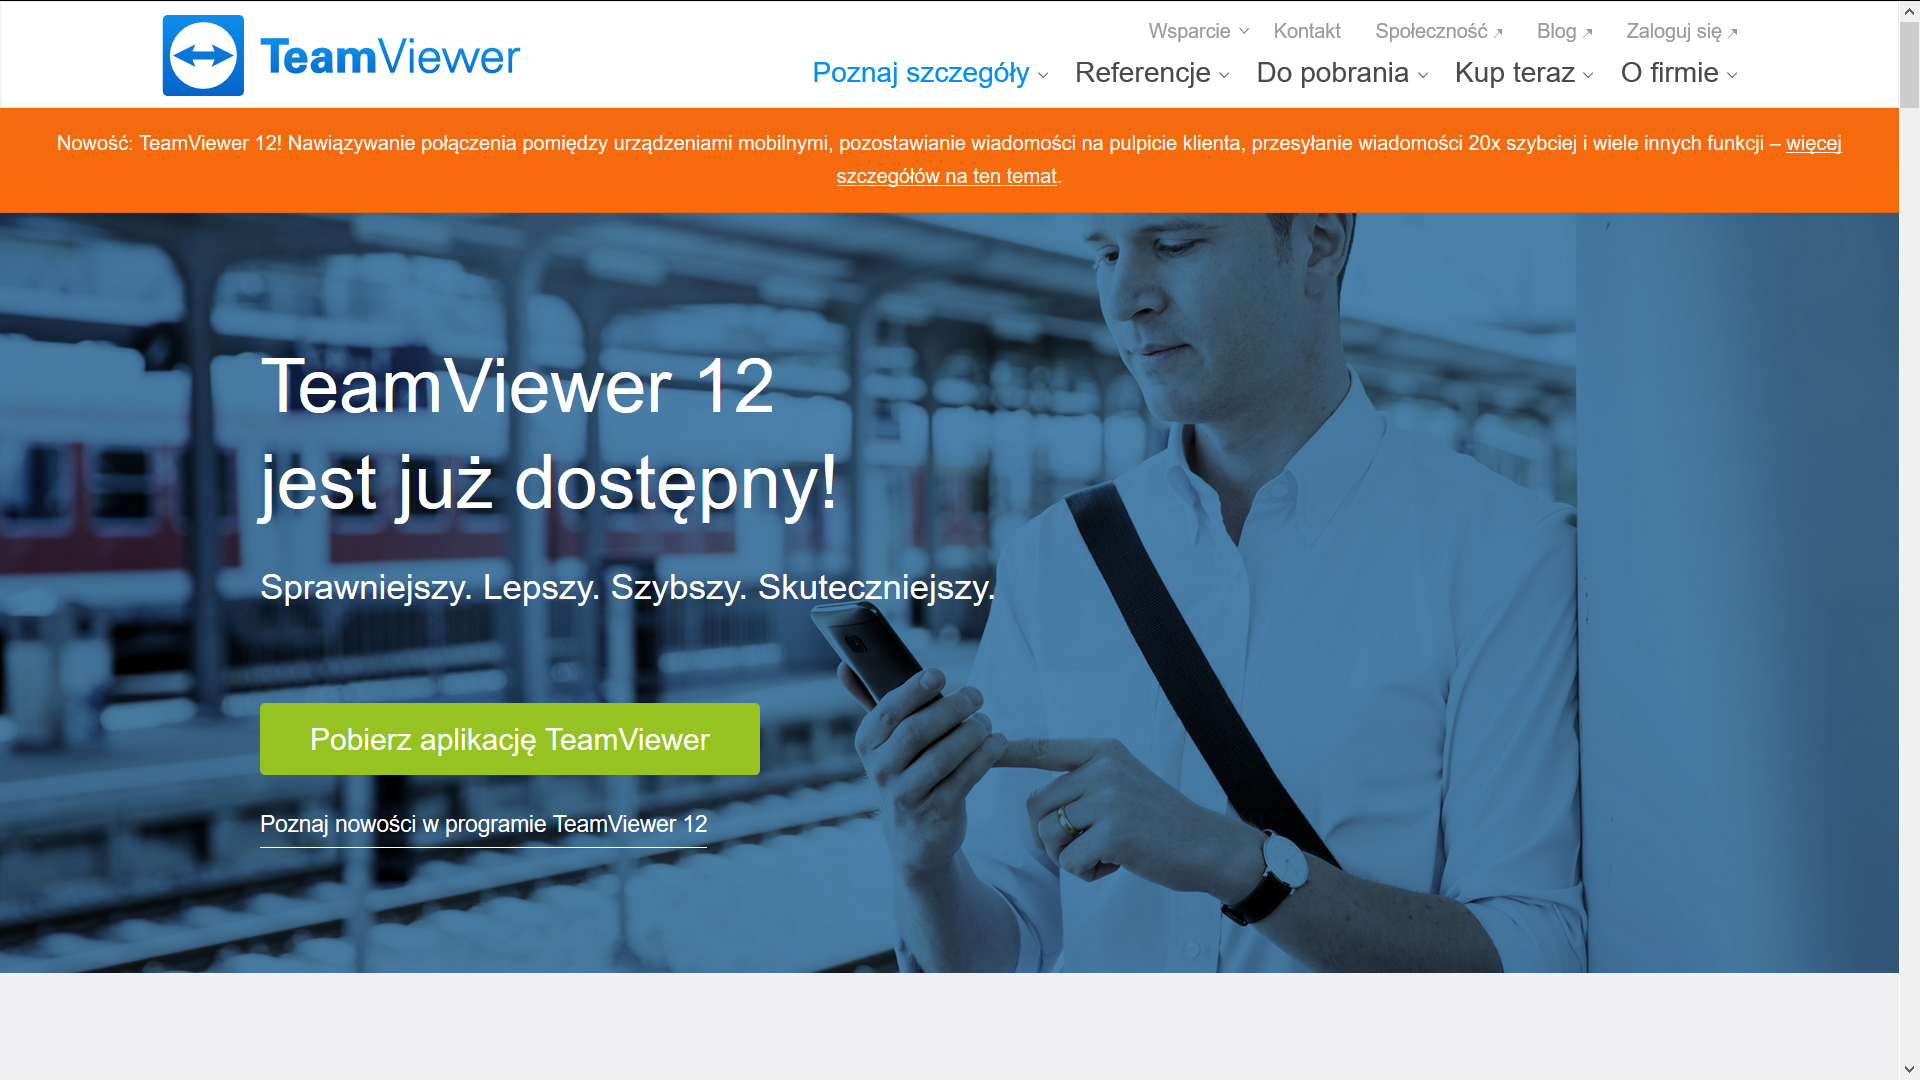 TeamViewer
Wsparcie Kontakt Społeczność Blog Zaloguj się
Poznaj szczegóły Referencje Do pobrania Kup teraz O firmie
Nowość: TeamViewer 12! Nawiązywanie połączenia pomiędzy urządzeniami mobilnymi, pozostawianie wiadomości na pulpicie klienta, przesyłanie wiadomości 20x szybciej i wiele innych funkcji – więcej
szczegółów na ten temat.
TeamViewer 12
jest już dostępny!
Sprawniejszy. Lepszy. Szybszy. Skuteczniejszy.
Pobierz aplikację TeamViewer
Poznaj nowości w programie TeamViewer 12